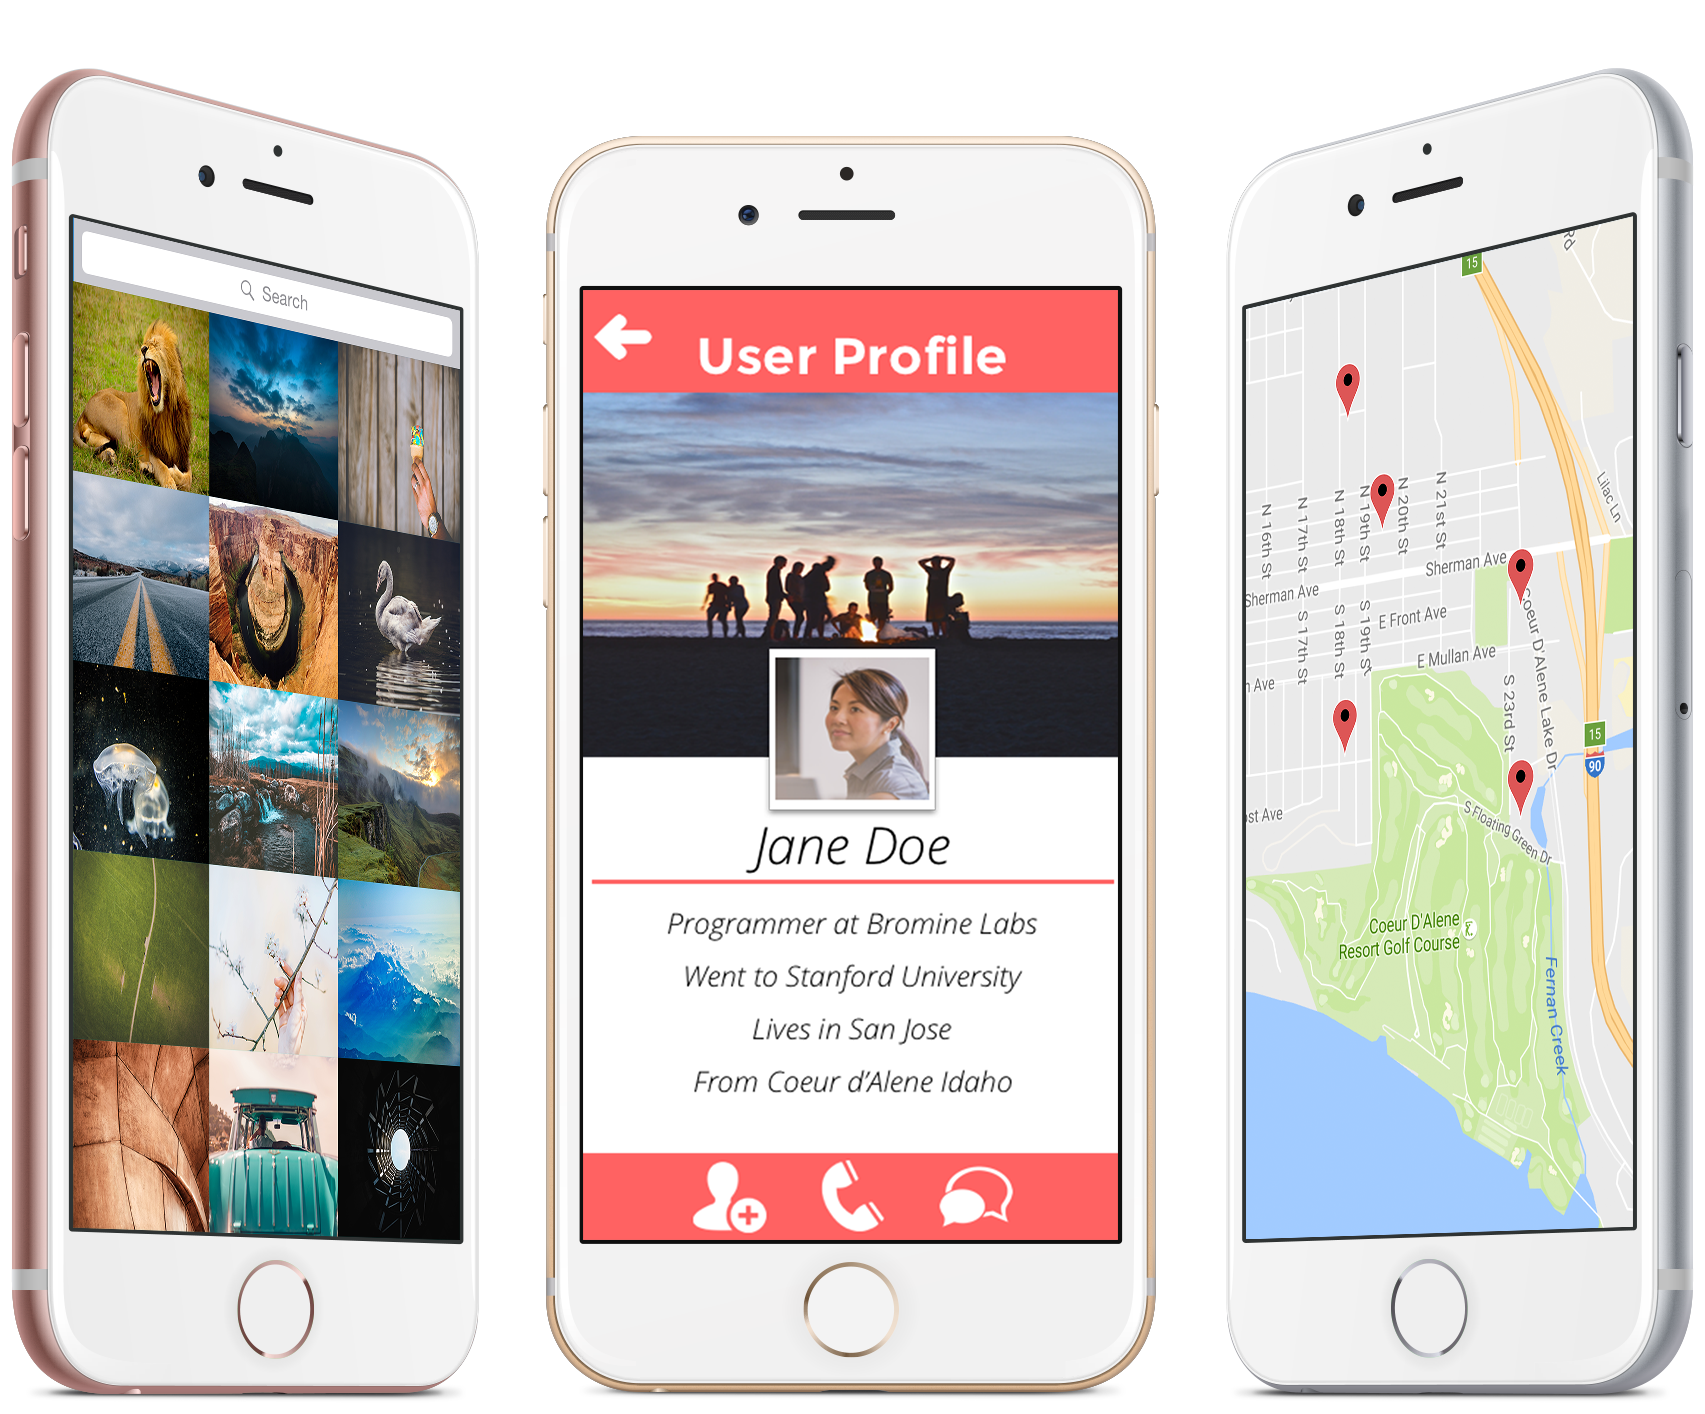 Search
User Profile
Jane Doe
Programmer at Bromine Labs
Went to Stanford University
Lives in San Jose
From Coeur d'Alene Idaho
Rd
15
Lilac Ln
N 16th St
N 17th St
N 18th St
N 19th St
N 20th St
N 21st St
Sherman Ave
Sherman Ave
S 17th St
S 18th St
S 19th St
E Front Ave
E Mullan Ave
Ave
S 23rd St
Coeur D'Alene Lake Dr
15
90
Ave
S Floating Green Dr
Coeur D'Alene
Resort Golf Course
Fernan Creek